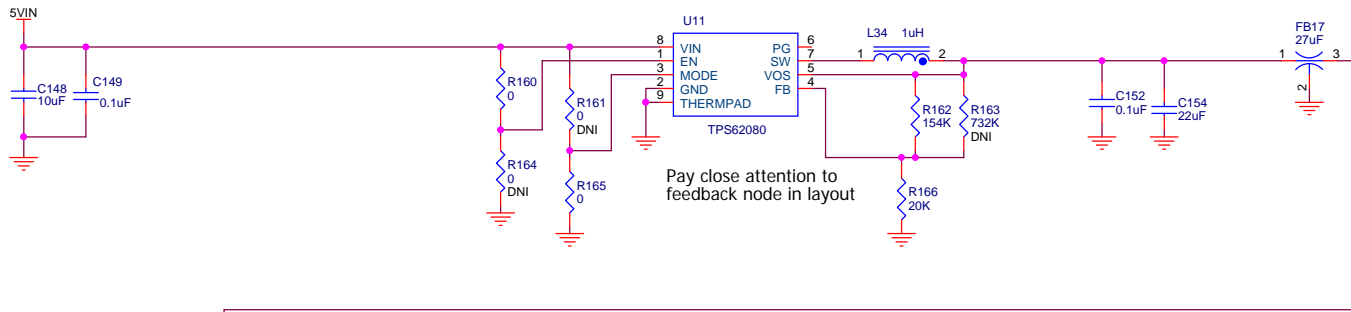 5VIN
C148
10uF
C149
0.1uF
R160
0
R164
0
DNI
R161
0
DNI
R165
0
U11
8 VIN
1 EN
3 MODE
2 GND
9 THERMPAD
PG 6
SW 7
VOS 5
FB 4
TPS62080
L34 1uH
1 2
R162
154K
R163
732K
DNI
R166
20K
Pay close attention to
feedback node in layout
C152
0.1uF
C154
22uF
FB17
27uF
1 3
2